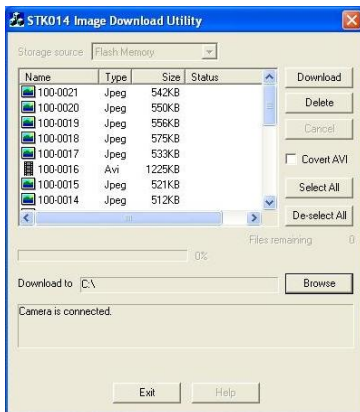 STK014 Image Download Utility
Storage source Flash Memory
Name Type Size Status
100-0021 Jpeg 542KB
100-0020 Jpeg 550KB
100-0019 Jpeg 556KB
100-0018 Jpeg 575KB
100-0017 Jpeg 533KB
100-0016 Avi 1225KB
100-0015 Jpeg 521KB
100-0014 Jpeg 512KB
Download
Delete
Cancel
Covert AVI
Select All
De-select All
Files remaining 0
0%
Download to C:\ Browse
Camera is connected.
Exit Help